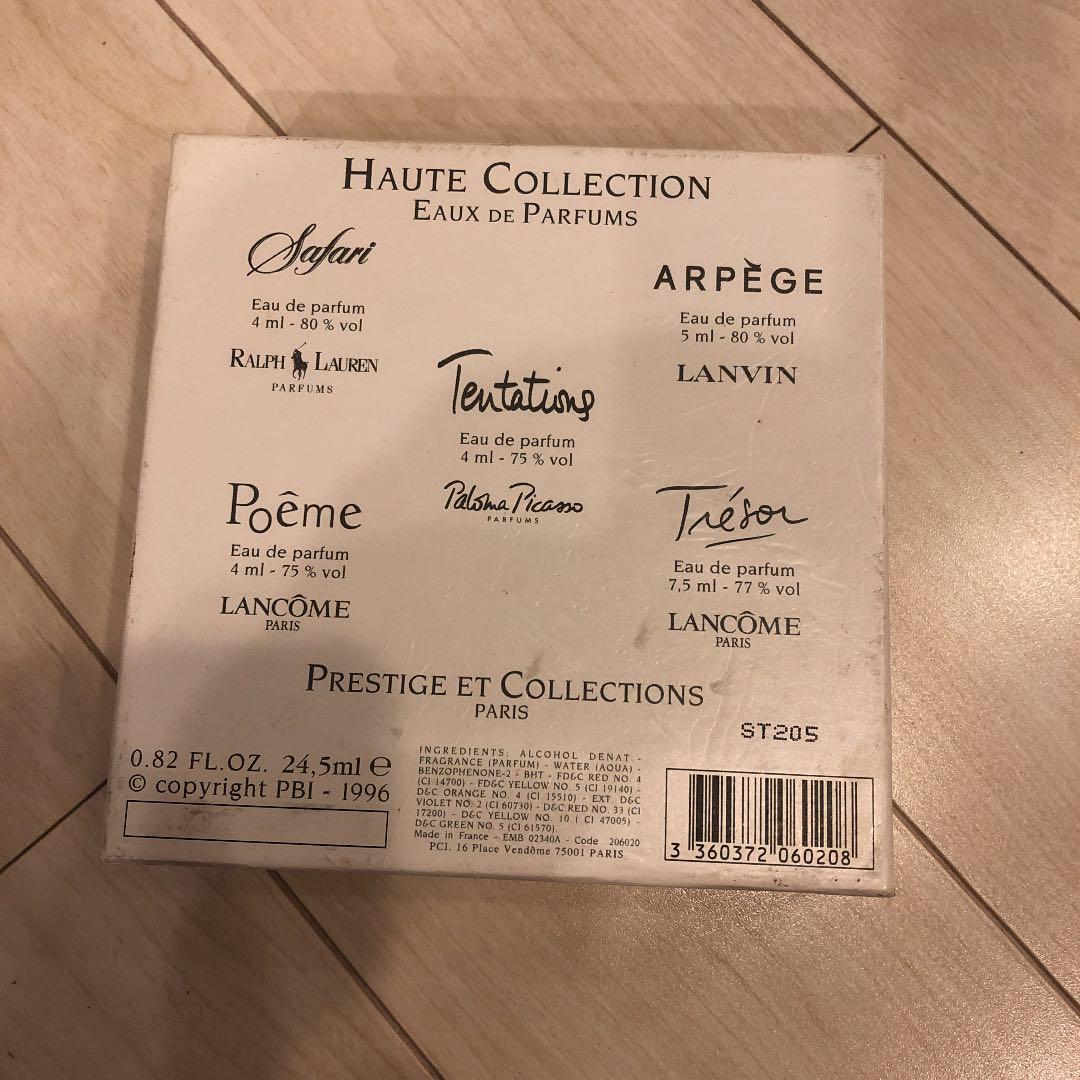 HAUTE COLLECTION
EAUX DE PARFUMS
Safari
Eau de parfum
4 ml - 80 % vol
RALPH LAUREN
PARFUMS
ARPÈGE
Eau de parfum
5 ml - 80 % vol
LANVIN
Tentations
Eau de parfum
4 ml - 75 % vol
Paloma Picasso
PARFUMS
Poême
Eau de parfum
4 ml - 75 % vol
LANCÔME
PARIS
Trésor
Eau de parfum
7,5 ml - 77 % vol
LANCÔME
PARIS
PRESTIGE ET COLLECTIONS
PARIS
ST205
0.82 FL.OZ. 24,5ml ℮
© copyright PBI - 1996
INGREDIENTS: ALCOHOL DENAT -
FRAGRANCE (PARFUM) - WATER (AQUA) -
BENZOPHENONE-2 - BHT - FD&C RED NO. 4
(CI 14700) - FD&C YELLOW NO. 5 (CI 19140) -
D&C ORANGE NO. 4 (CI 15510) - EXT. D&C
VIOLET NO. 2 (CI 60730) - D&C RED NO. 33 (CI
17200) - D&C YELLOW NO. 10 ( CI 47005) -
D&C GREEN NO. 5 (CI 61570).
Made in France - EMB 02340A - Code 206020
PCI. 16 Place Vendôme 75001 PARIS
3 360372 060208